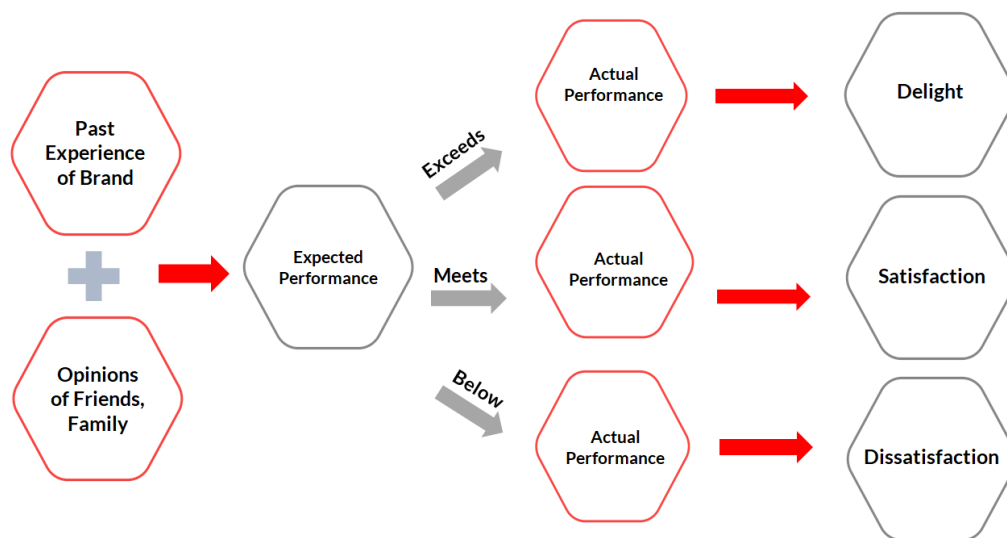 Past
Experience
of Brand
Opinions
of Friends,
Family
Expected
Performance
Exceeds
Meets
Below
Actual
Performance
Delight
Actual
Performance
Satisfaction
Actual
Performance
Dissatisfaction